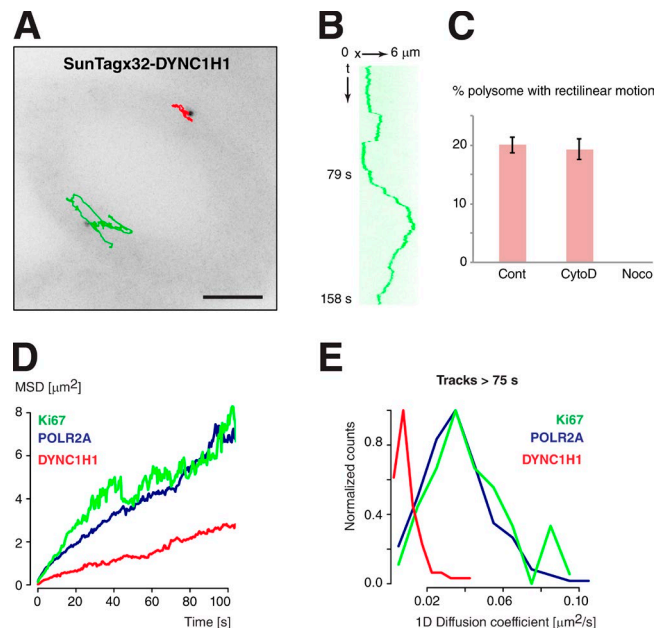 A
SunTagx32-DYNC1H1
B
0 x 6 μm
t
79 s
158 s
C
% polysome with rectilinear motion
20
10
0
Cont CytoD Noco
D
MSD [μm2]
8
6
4
2
0
Ki67
POLR2A
DYNC1H1
0 20 40 60 80 100
Time [s]
E
Tracks > 75 s
Normalized counts
0.8
0.4
0.0
Ki67
POLR2A
DYNC1H1
0.02 0.06 0.10
1D Diffusion coefficient [μm2/s]